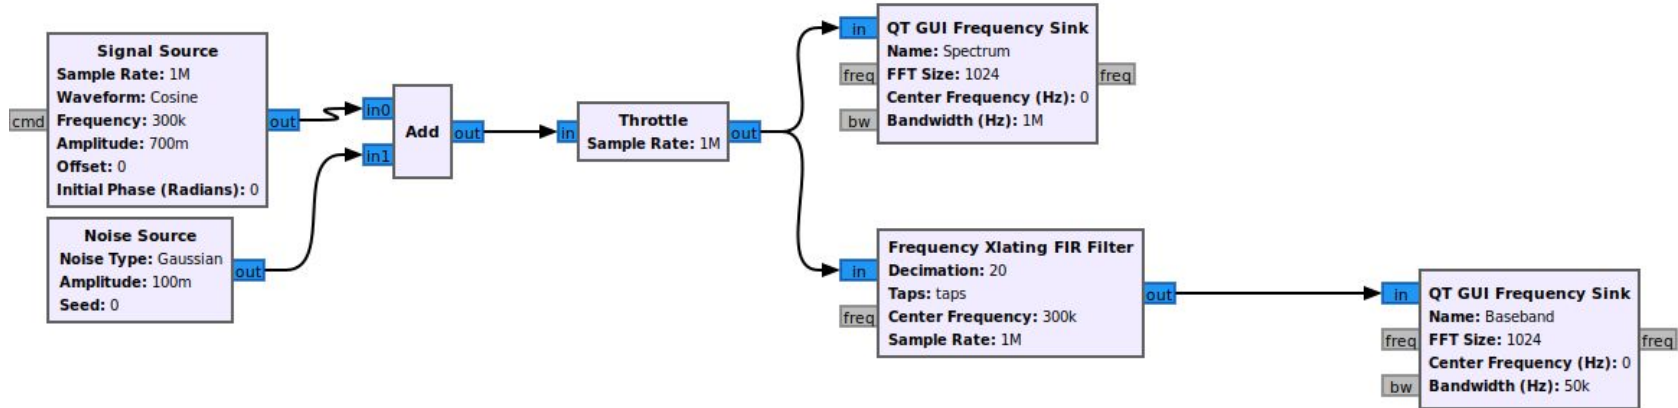 Signal Source
Sample Rate: 1M
Waveform: Cosine
Frequency: 300k
Amplitude: 700m
Offset: 0
Initial Phase (Radians): 0
cmd
out
Noise Source
Noise Type: Gaussian
Amplitude: 100m
Seed: 0
out
in0
in1
Add
out
in
Throttle
Sample Rate: 1M
out
in
freq
bw
QT GUI Frequency Sink
Name: Spectrum
FFT Size: 1024
Center Frequency (Hz): 0
Bandwidth (Hz): 1M
freq
in
freq
Frequency Xlating FIR Filter
Decimation: 20
Taps: taps
Center Frequency: 300k
Sample Rate: 1M
out
in
freq
bw
QT GUI Frequency Sink
Name: Baseband
FFT Size: 1024
Center Frequency (Hz): 0
Bandwidth (Hz): 50k
freq